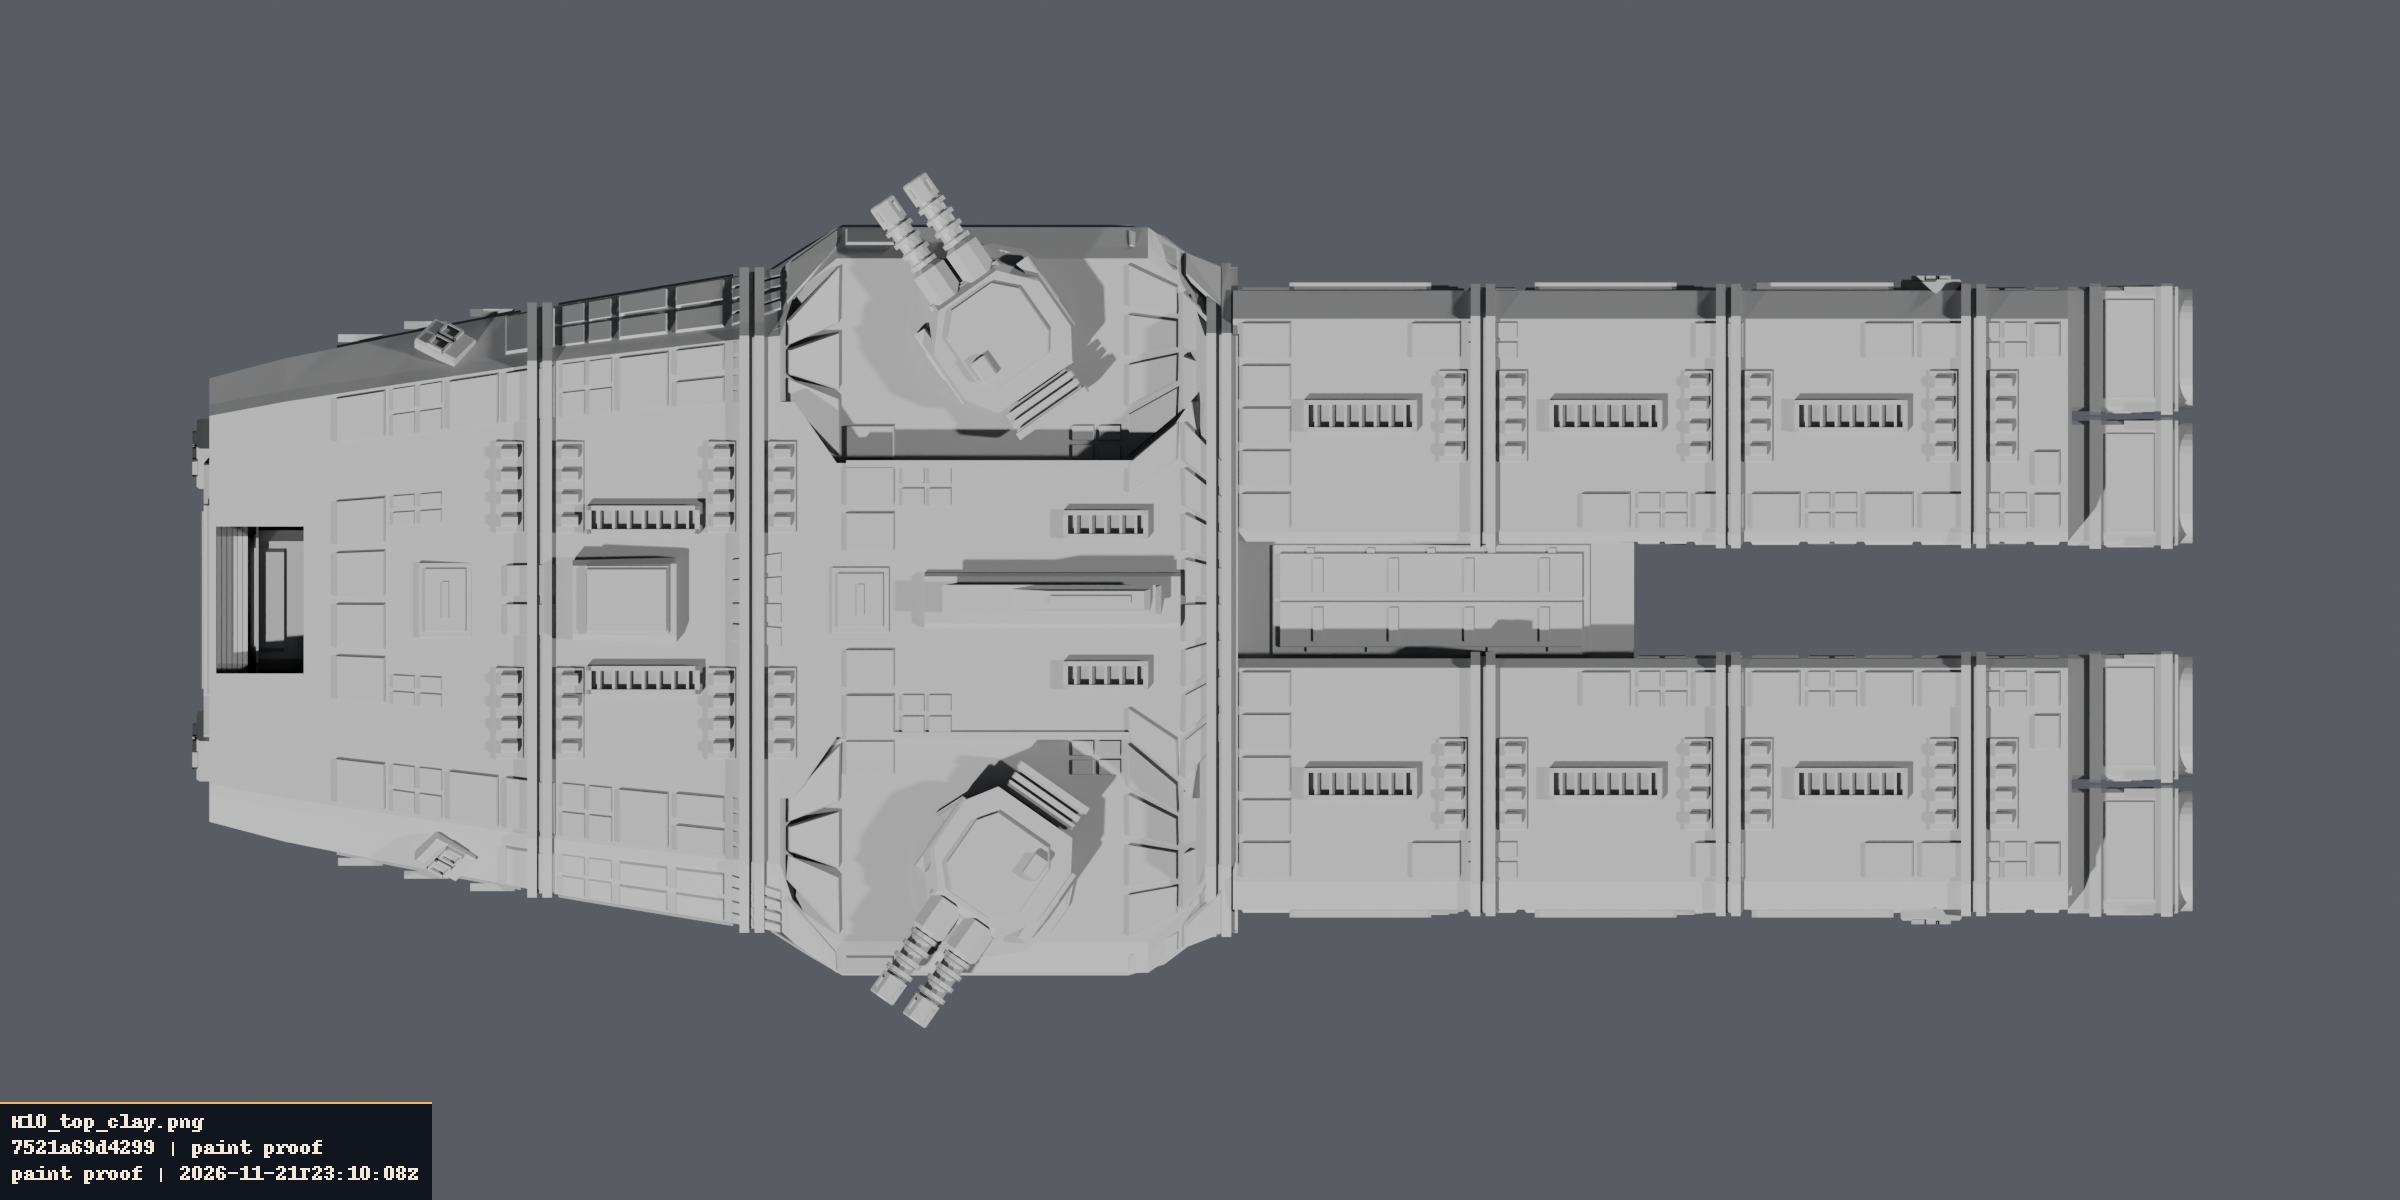 H10_top_clay.png
7521a69d4299 | paint proof
paint proof | 2026-11-21T23:10:08Z